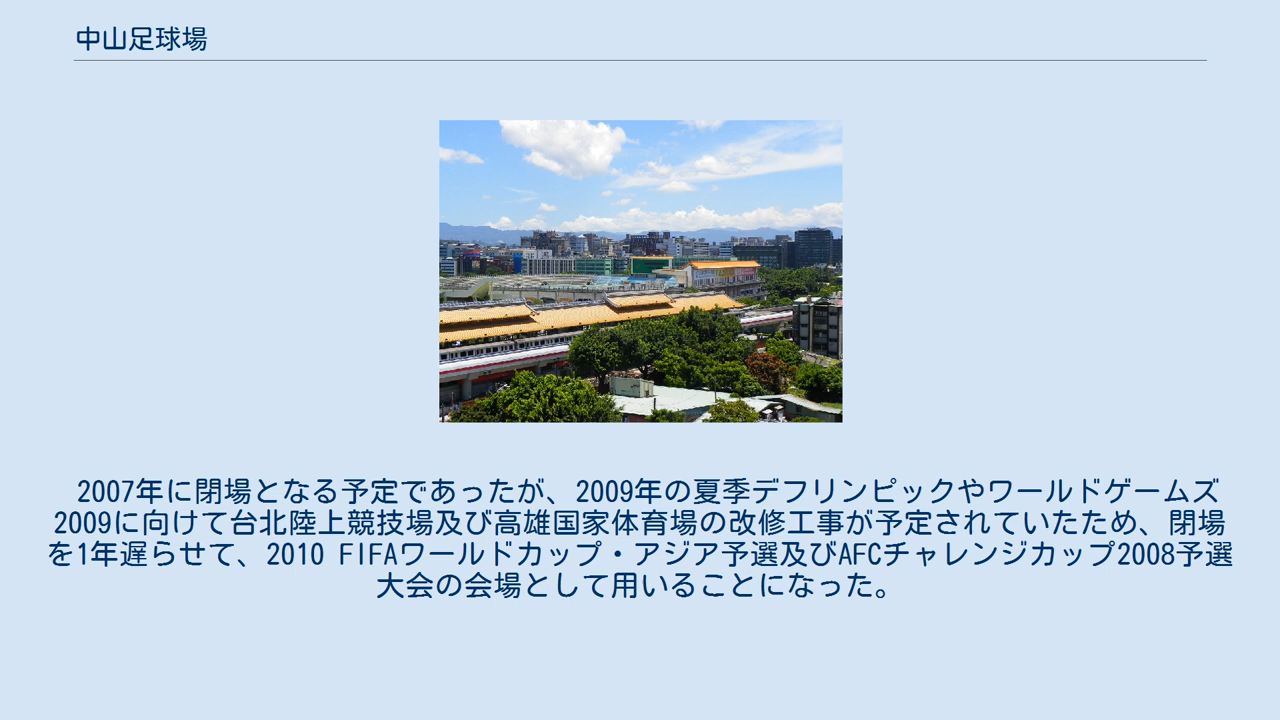 中山足球場
2007年に閉場となる予定であったが、2009年の夏季デフリンピックやワールドゲームズ
2009に向けて台北陸上競技場及び高雄国家体育場の改修工事が予定されていたため、閉場
を1年遅らせて、2010 FIFAワールドカップ・アジア予選及びAFCチャレンジカップ2008予選
大会の会場として用いることになった。